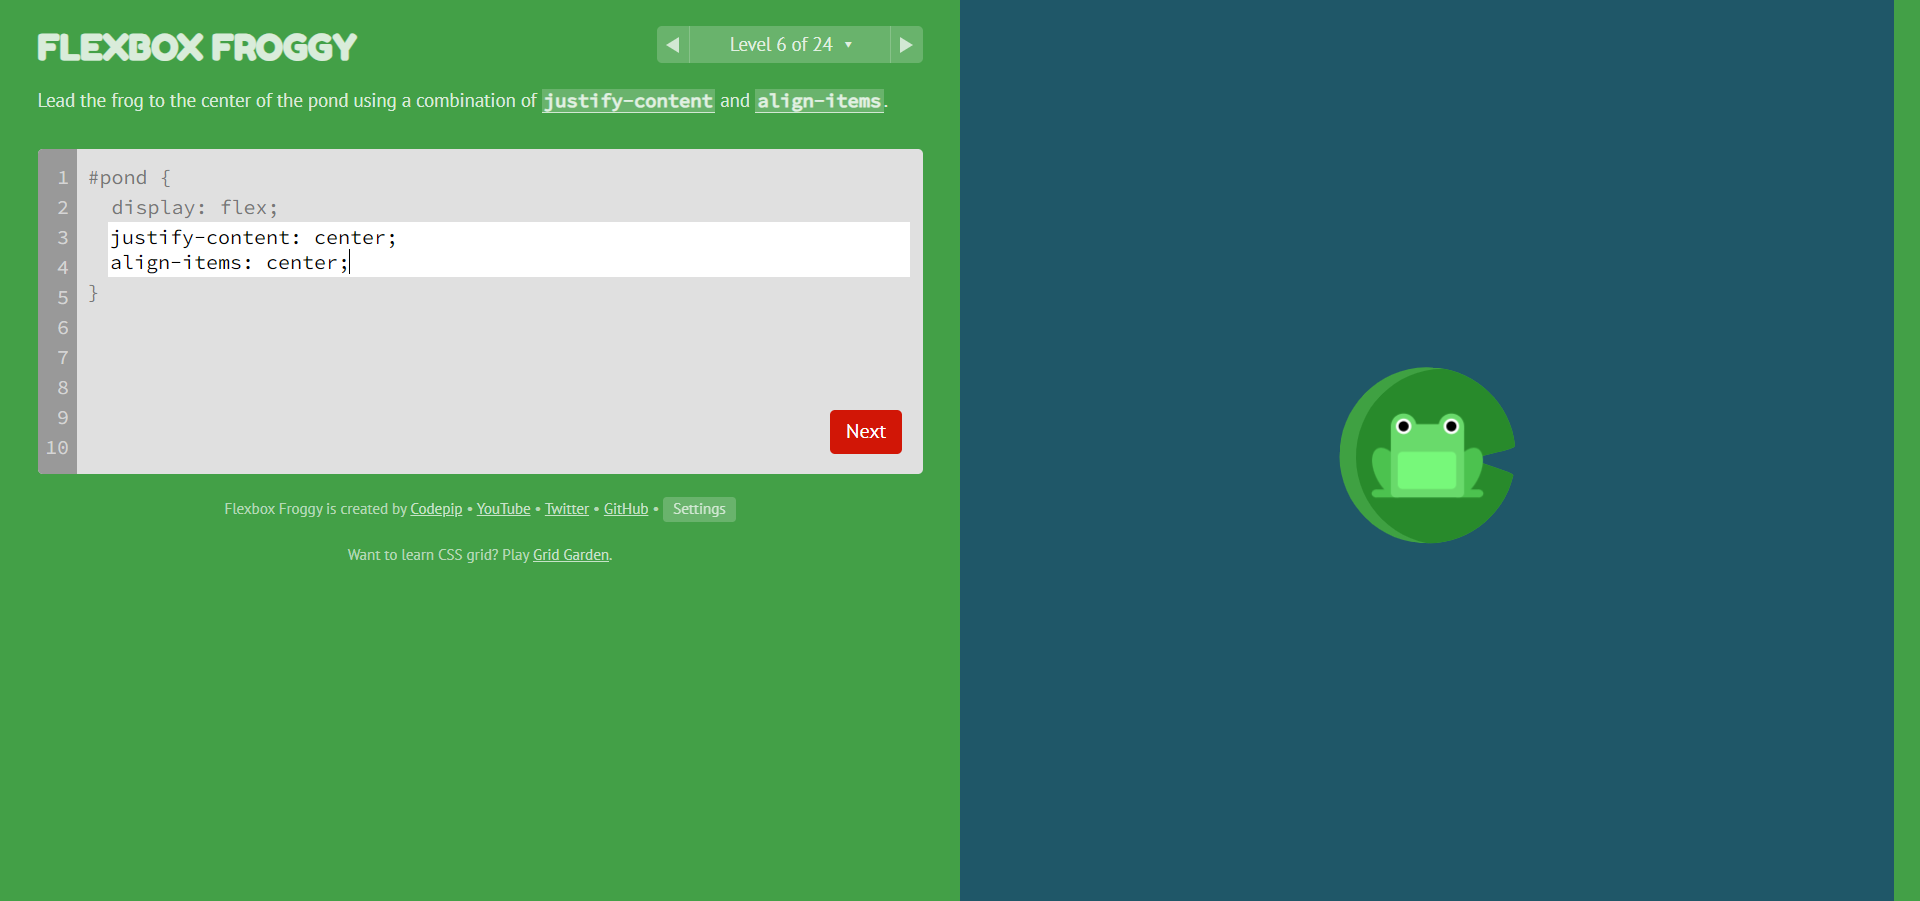 FLEXBOX FROGGY
Level 6 of 24
Lead the frog to the center of the pond using a combination of justify-content and align-items.
1 #pond {
2 display: flex;
3 justify-content: center;
4 align-items: center;
5 }
6
7
8
9
10
Next
Flexbox Froggy is created by Codepip • YouTube • Twitter • GitHub • Settings
Want to learn CSS grid? Play Grid Garden.